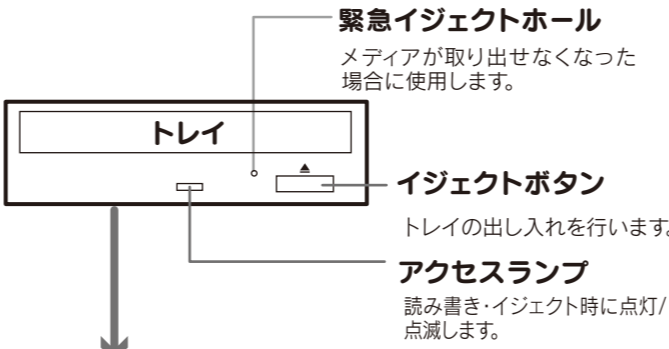 緊急イジェクトホール
メディアが取り出せなくなった
場合に使用します。
トレイ
イジェクトボタン
トレイの出し入れを行います。
アクセスランプ
読み書き・イジェクト時に点灯/
点滅します。